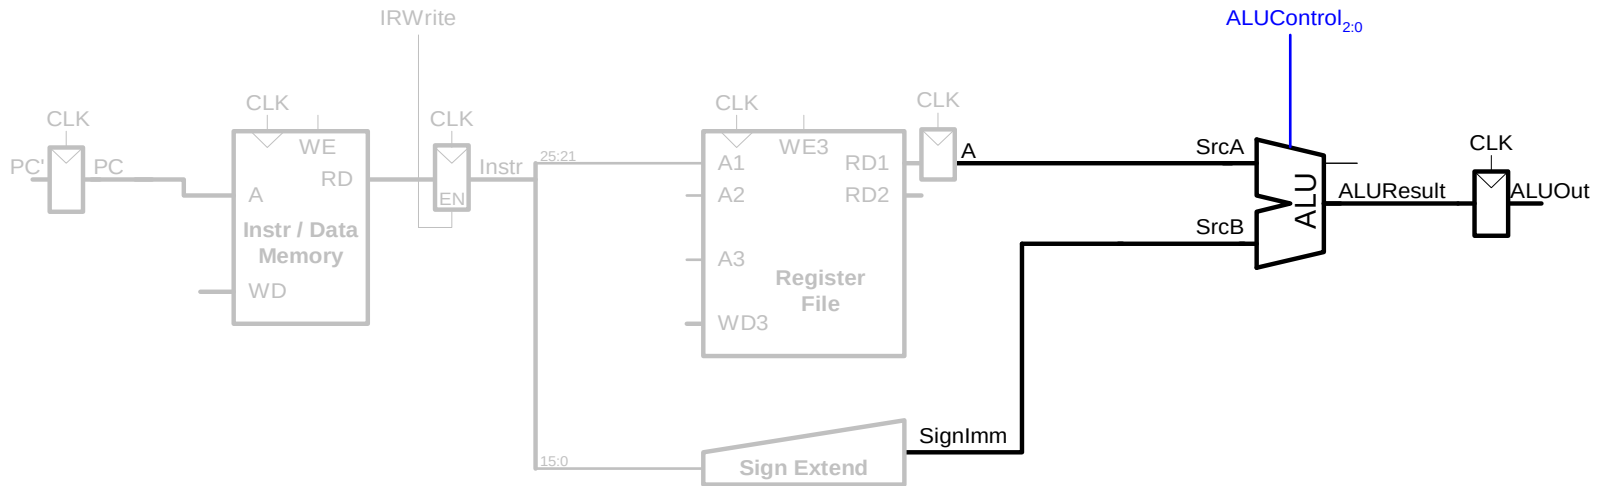 IRWrite
ALUControl2:0
CLK
CLK
CLK
CLK
CLK
CLK
PC'
PC
WE
RD
A
Instr / Data
Memory
WD
EN
Instr
25:21
15:0
WE3
A1
RD1
A2
RD2
A3
Register
File
WD3
A
SrcA
SrcB
ALU
ALUResult
ALUOut
SignImm
Sign Extend